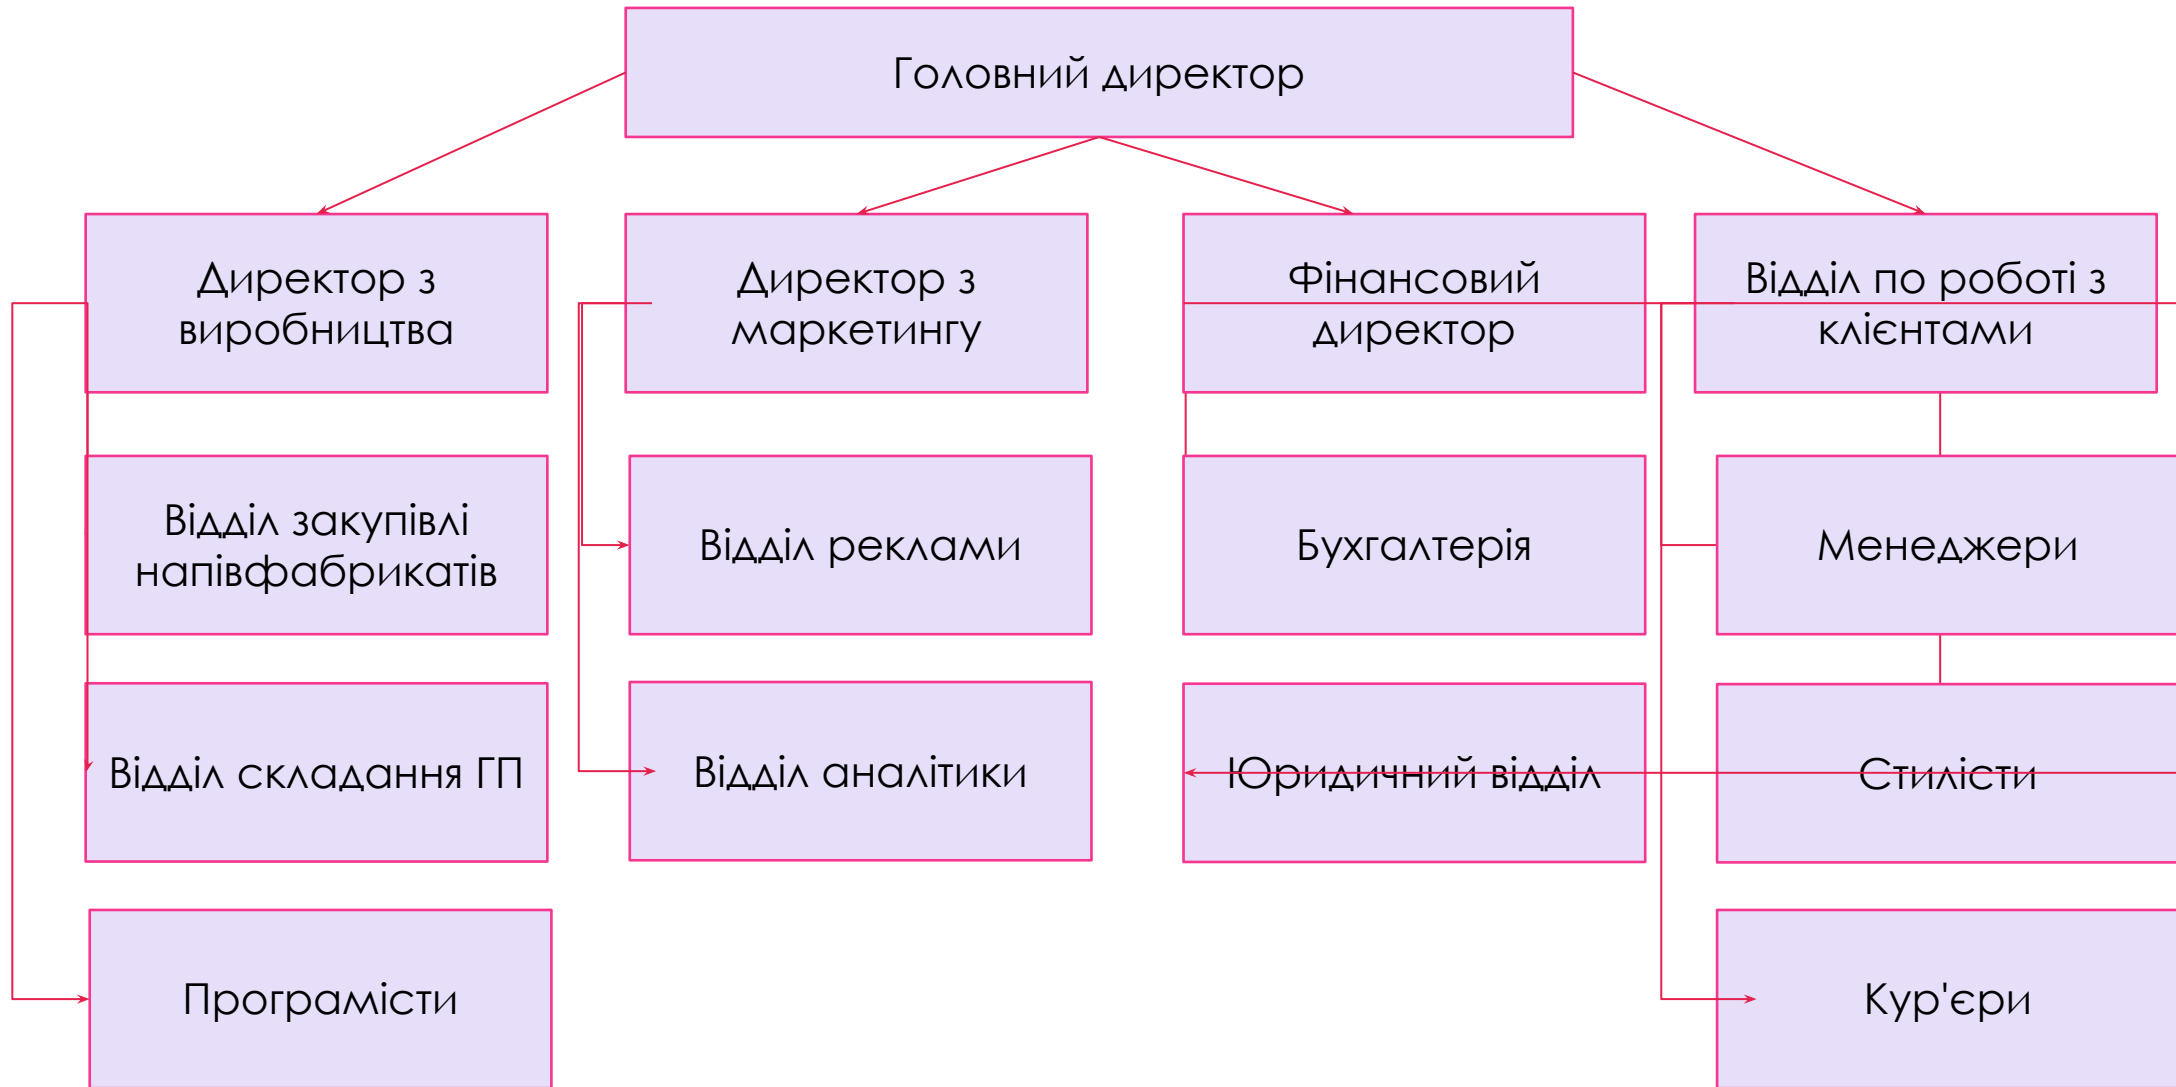 Головний директор
Директор з
виробництва
Директор з
маркетингу
Фінансовий
директор
Відділ по роботі з
клієнтами
Відділ закупівлі
напівфабрикатів
Відділ реклами
Бухгалтерія
Менеджери
Відділ складання ГП
Відділ аналітики
Юридичний відділ
Стилісти
Програмісти
Кур'єри